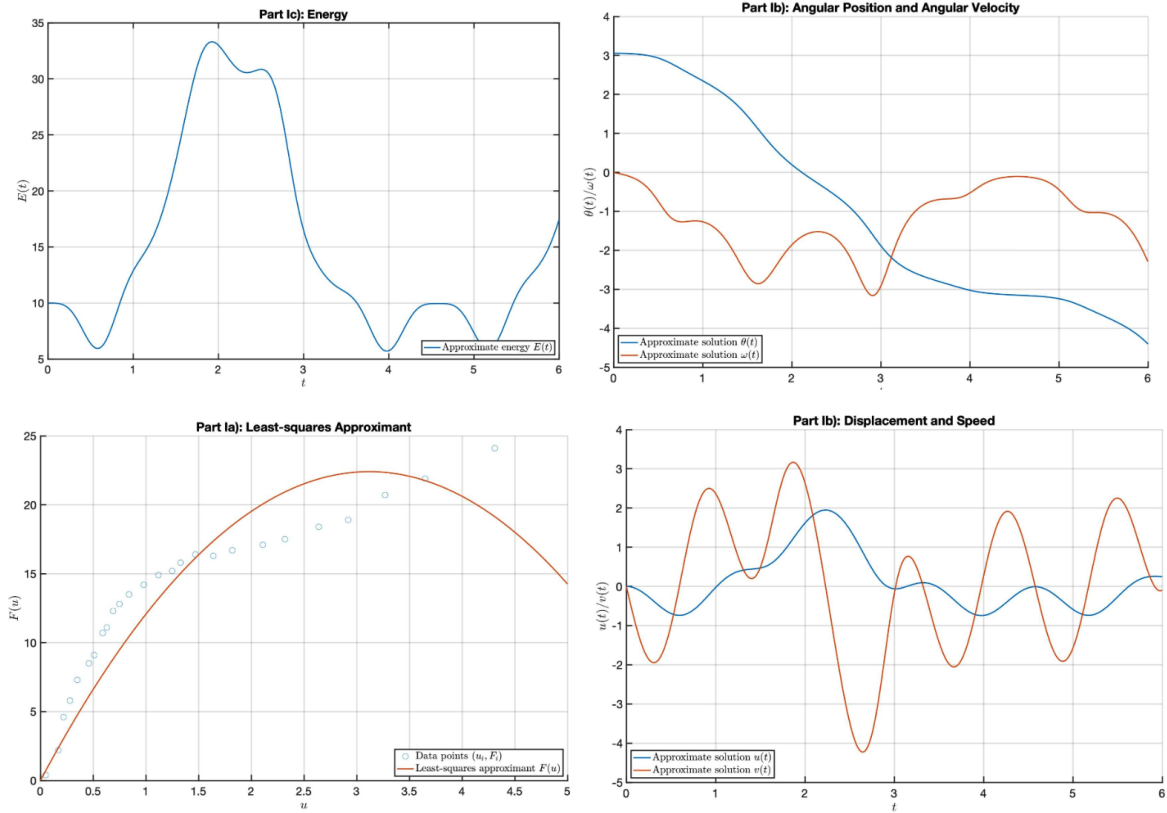 Part Ic): Energy
35
30
25
20
15
10
5
E(t)
0 1 2 3 4 5 6
t
Approximate energy E(t)
Part Ib): Angular Position and Angular Velocity
4
3
2
1
0
-1
-2
-3
-4
-5
θ(t)/ω(t)
0 1 2 3 4 5 6
Approximate solution θ(t)
Approximate solution ω(t)
Part Ia): Least-squares Approximant
25
20
15
10
5
0
F(u)
0 0.5 1 1.5 2 2.5 3 3.5 4 4.5 5
u
Data points (uᵢ, Fᵢ)
Least-squares approximant F(u)
Part Ib): Displacement and Speed
4
3
2
1
0
-1
-2
-3
-4
-5
u(t)/v(t)
0 1 2 3 4 5 6
t
Approximate solution u(t)
Approximate solution v(t)